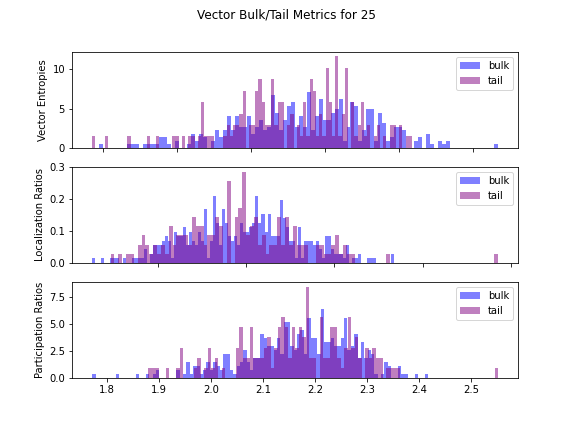 Vector Bulk/Tail Metrics for 25
Vector Entropies
10
5
0
bulk
tail
Localization Ratios
0.3
0.2
0.1
0.0
bulk
tail
Participation Ratios
7.5
5.0
2.5
0.0
bulk
tail
1.8 1.9 2.0 2.1 2.2 2.3 2.4 2.5